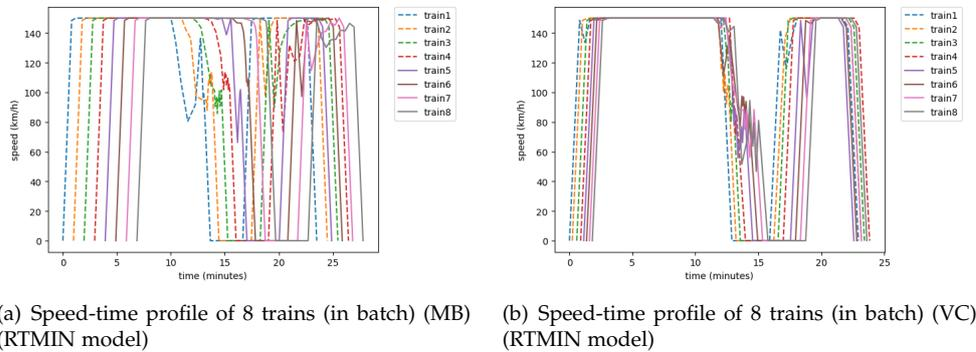 140
120
100
80
60
40
20
0
speed (km/h)
0 5 10 15 20 25
time (minutes)
train1
train2
train3
train4
train5
train6
train7
train8
140
120
100
80
60
40
20
0
speed (km/h)
0 5 10 15 20 25
time (minutes)
train1
train2
train3
train4
train5
train6
train7
train8
(a) Speed-time profile of 8 trains (in batch) (MB)
(RTMIN model)
(b) Speed-time profile of 8 trains (in batch) (VC)
(RTMIN model)